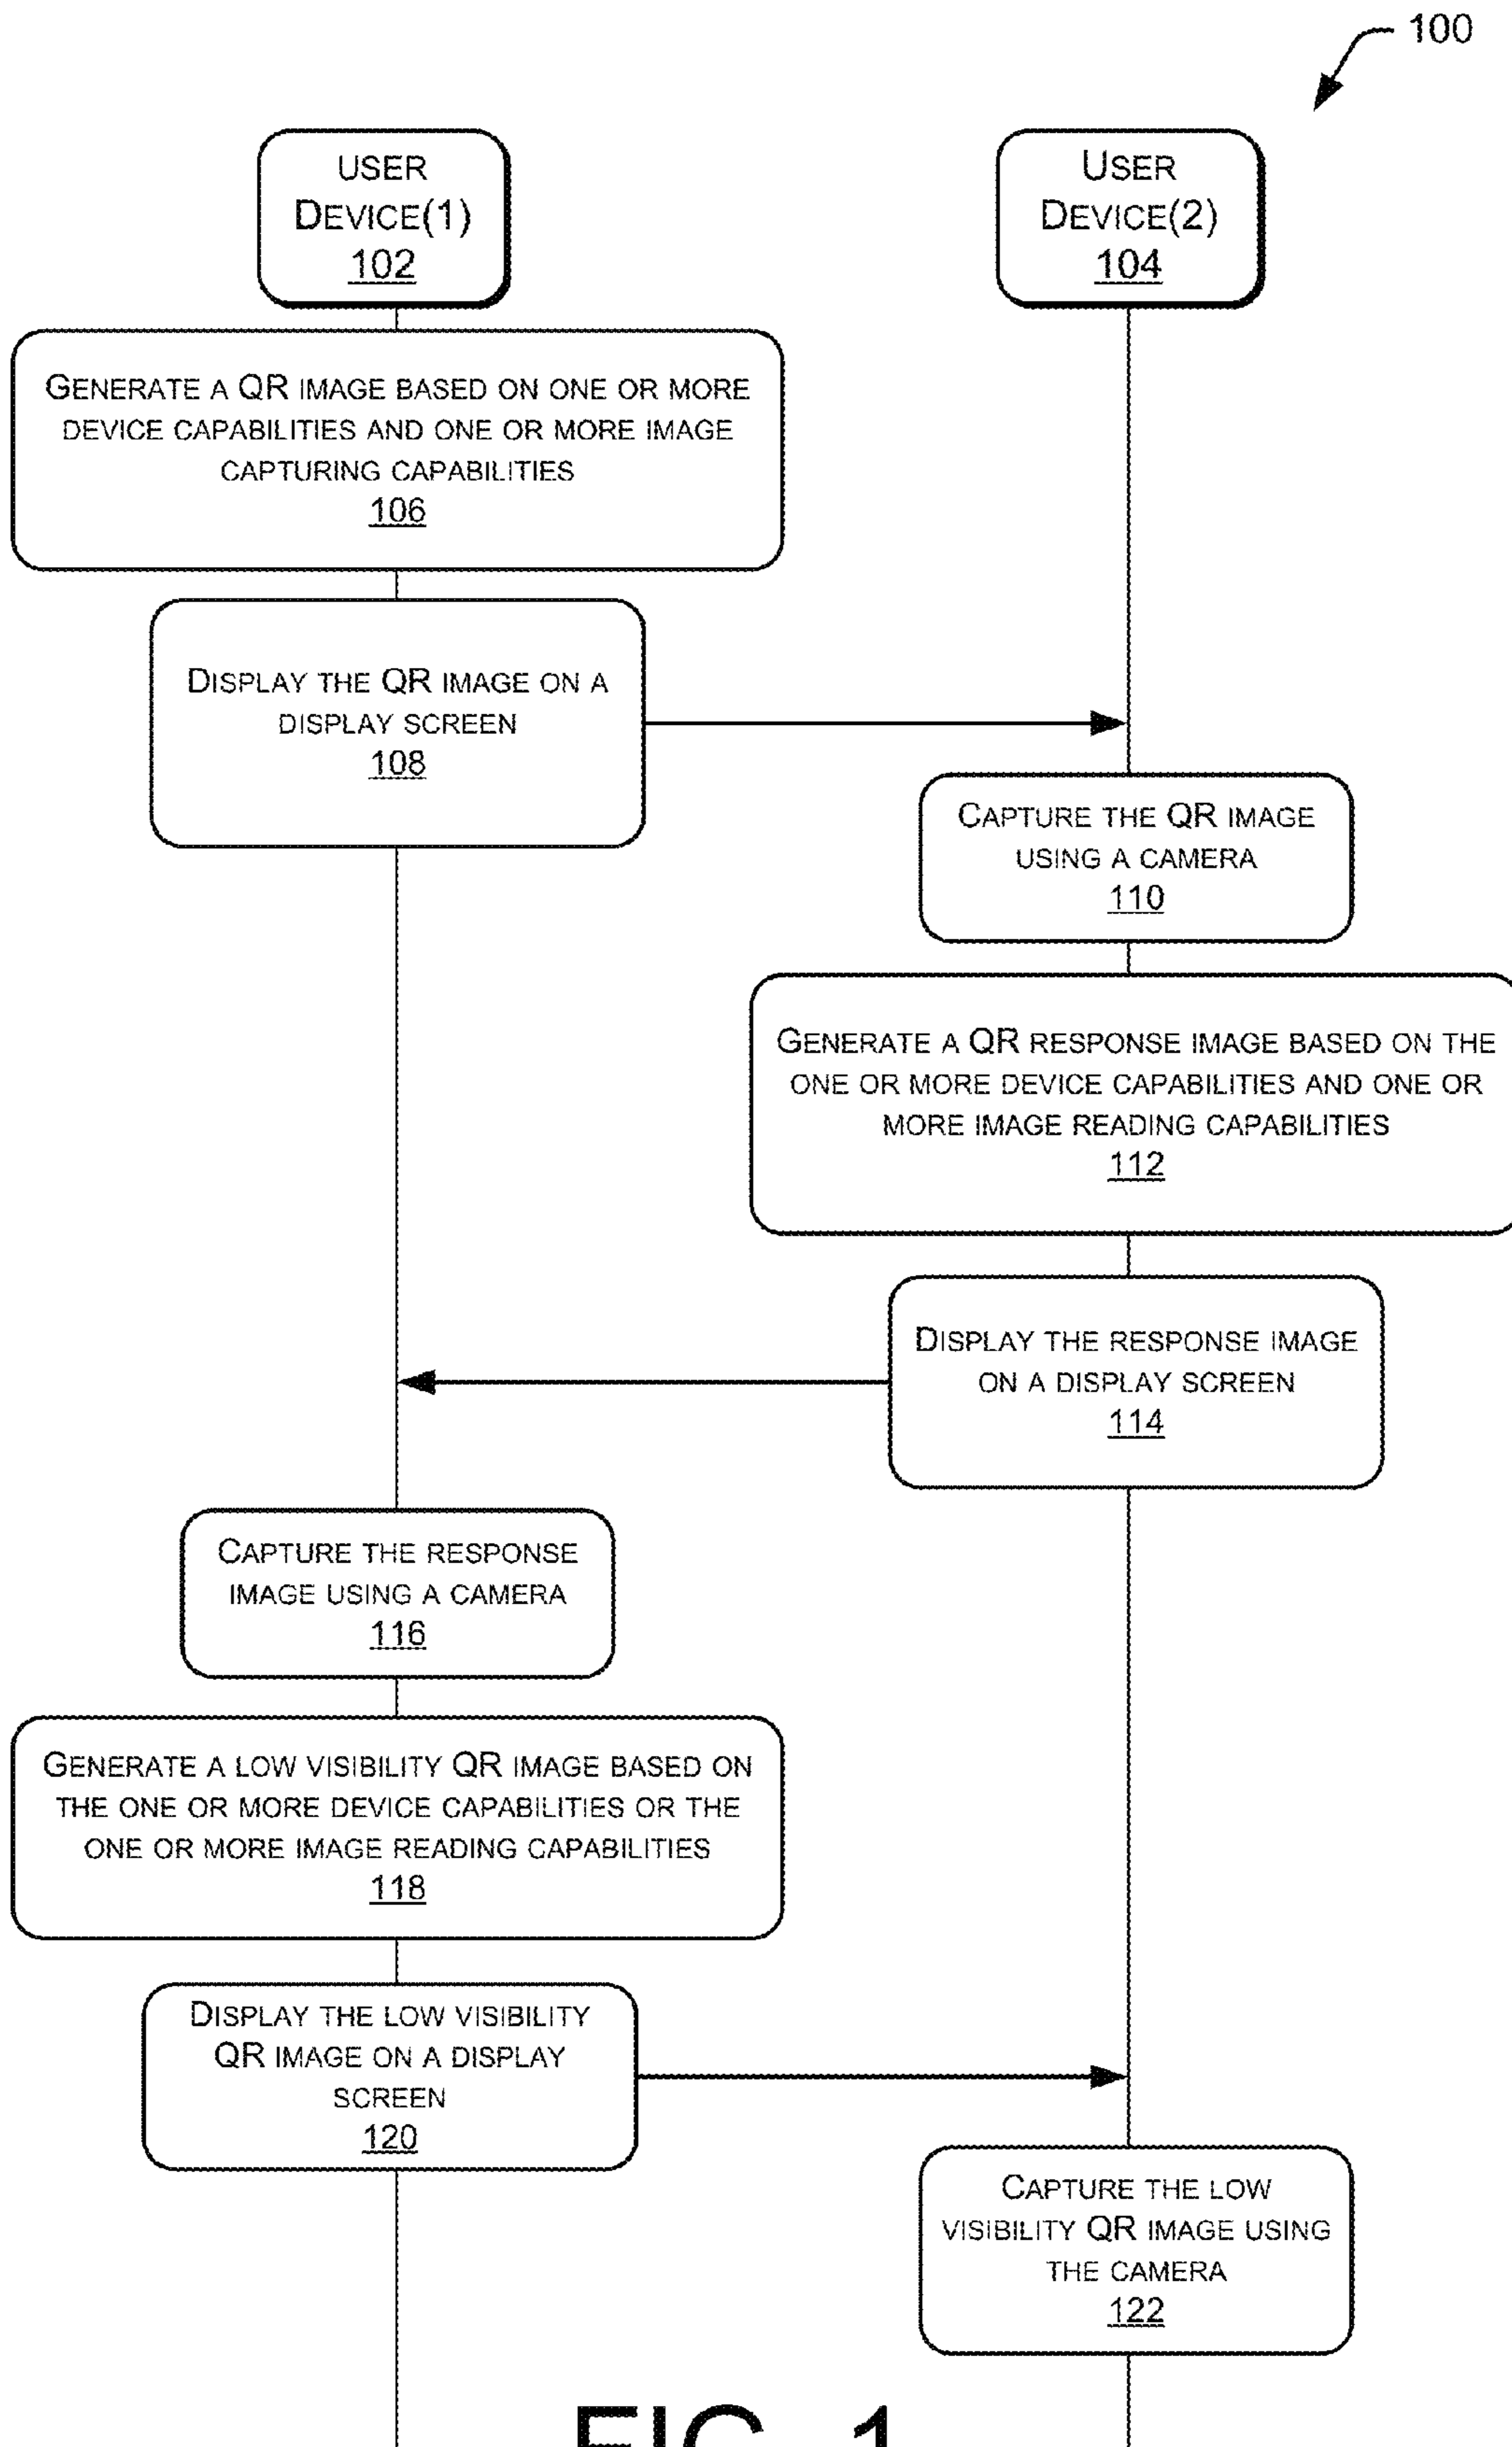 100
USER
DEVICE(1)
102
USER
DEVICE(2)
104
GENERATE A QR IMAGE BASED ON ONE OR MORE
DEVICE CAPABILITIES AND ONE OR MORE IMAGE
CAPTURING CAPABILITIES
106
DISPLAY THE QR IMAGE ON A
DISPLAY SCREEN
108
CAPTURE THE QR IMAGE
USING A CAMERA
110
GENERATE A QR RESPONSE IMAGE BASED ON THE
ONE OR MORE DEVICE CAPABILITIES AND ONE OR
MORE IMAGE READING CAPABILITIES
112
DISPLAY THE RESPONSE IMAGE
ON A DISPLAY SCREEN
114
CAPTURE THE RESPONSE
IMAGE USING A CAMERA
116
GENERATE A LOW VISIBILITY QR IMAGE BASED ON
THE ONE OR MORE DEVICE CAPABILITIES OR THE
ONE OR MORE IMAGE READING CAPABILITIES
118
DISPLAY THE LOW VISIBILITY
QR IMAGE ON A DISPLAY
SCREEN
120
CAPTURE THE LOW
VISIBILITY QR IMAGE USING
THE CAMERA
122
FIG. 1